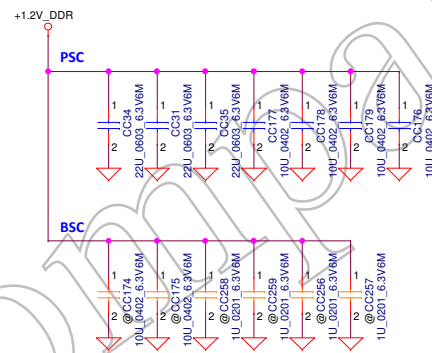 +1.2V_DDR
PSC
1
2
CC34
22U_0603_6.3V6M
1
2
CC31
22U_0603_6.3V6M
1
2
CC35
22U_0603_6.3V6M
1
2
CC177
10U_0402_6.3V6M
1
2
CC178
10U_0402_6.3V6M
1
2
CC179
10U_0402_6.3V6M
1
2
CC176
10U_0402_6.3V6M
BSC
1
2
@CC174
10U_0402_6.3V6M
1
2
@CC175
10U_0402_6.3V6M
1
2
@CC258
1U_0201_6.3V6M
1
2
@CC259
1U_0201_6.3V6M
1
2
@CC256
1U_0201_6.3V6M
1
2
@CC257
1U_0201_6.3V6M
ompa